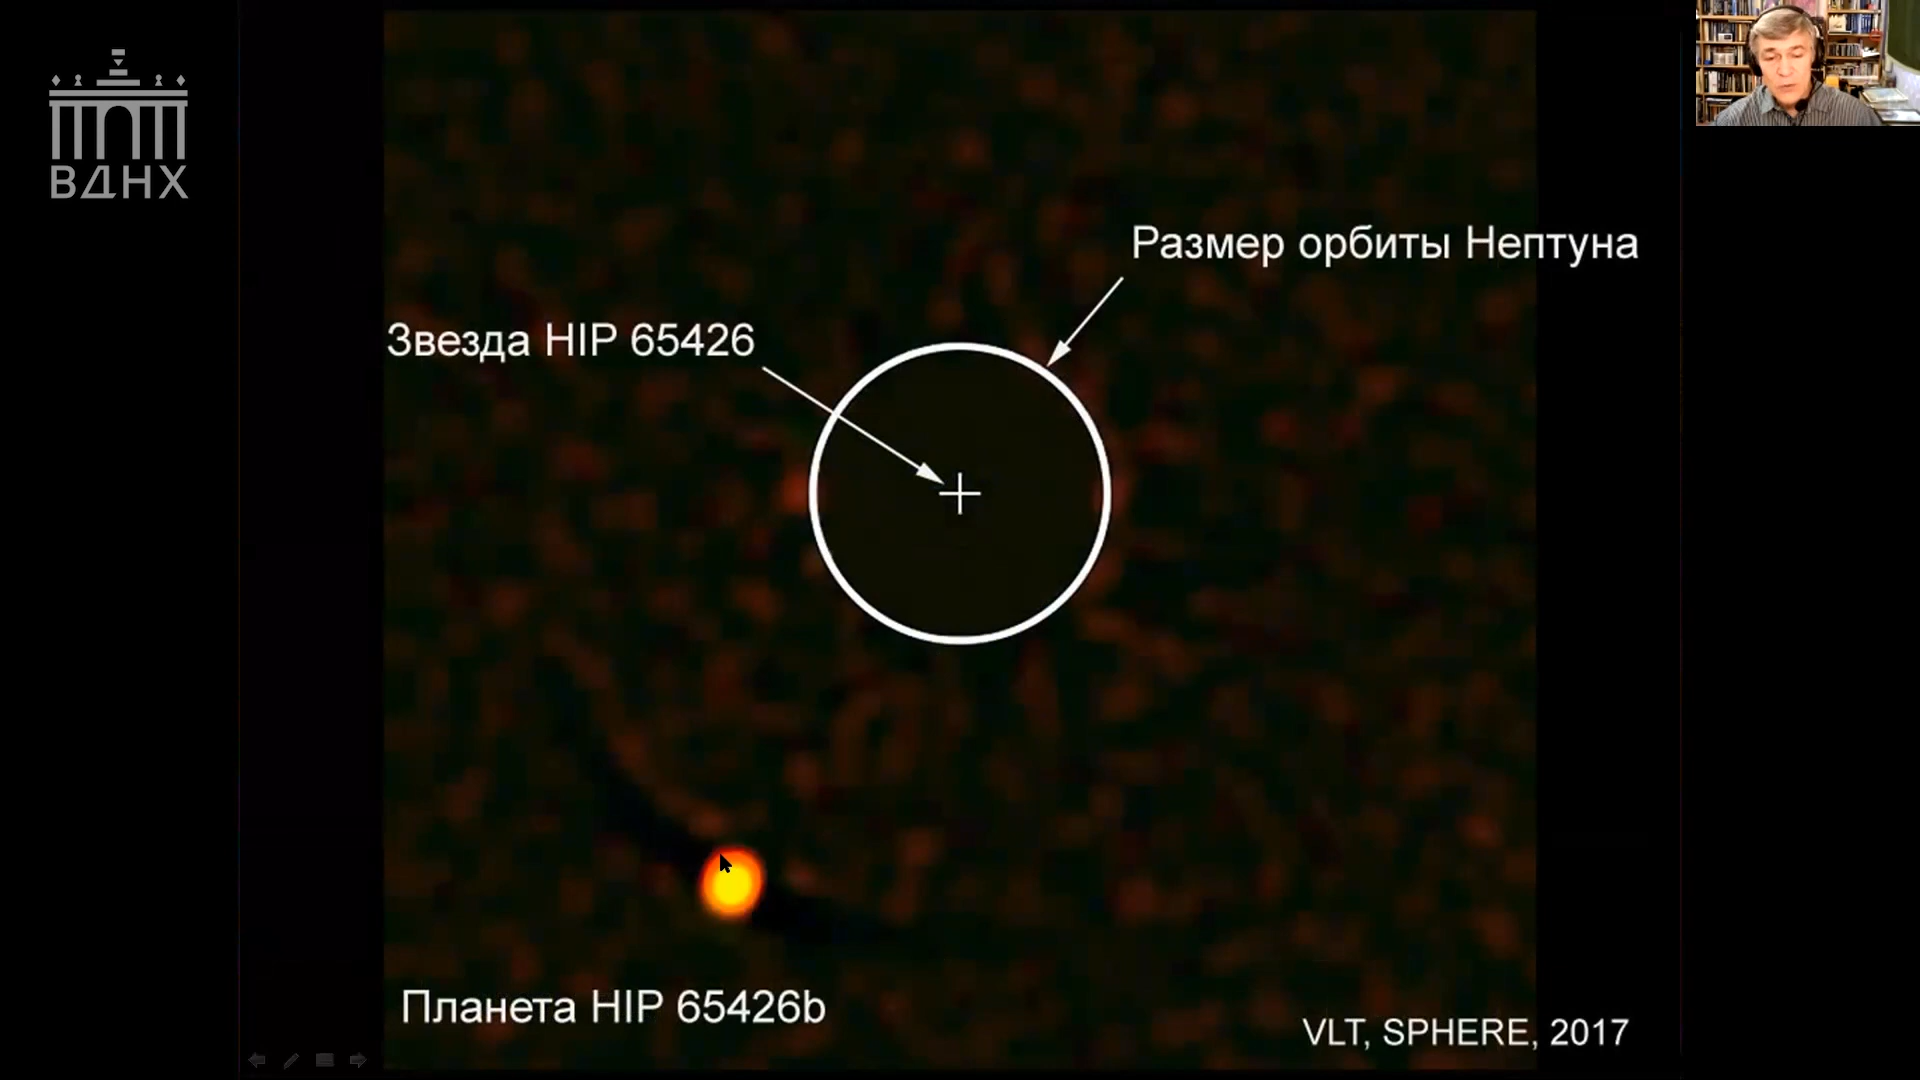 ВДНХ
Размер орбиты Нептуна
Звезда HIP 65426
Планета HIP 65426b
VLT, SPHERE, 2017